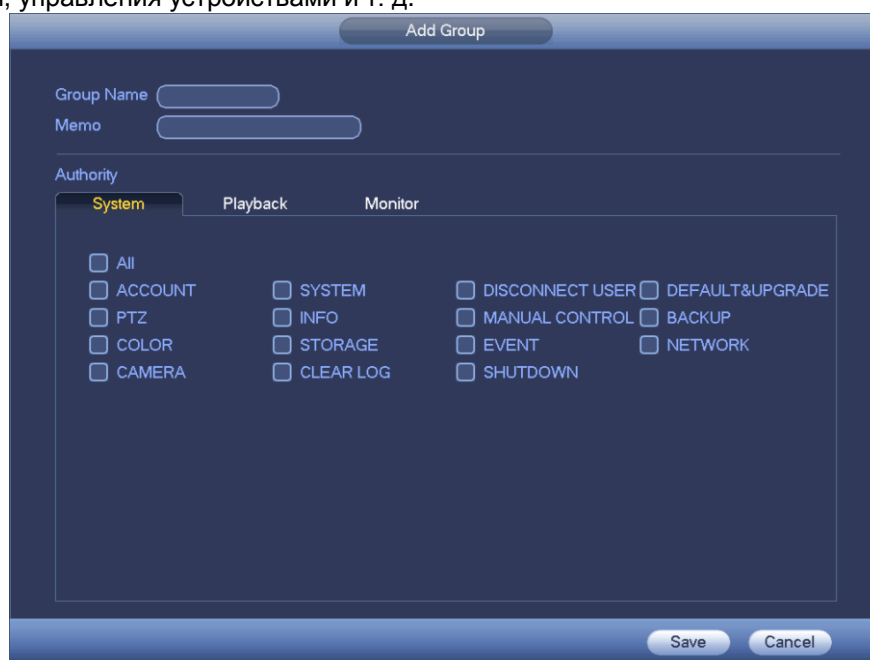 управления устройствами и т. д.
Add Group
Group Name
Memo
Authority
System Playback Monitor
All
ACCOUNT SYSTEM DISCONNECT USER DEFAULT&UPGRADE
PTZ INFO MANUAL CONTROL BACKUP
COLOR STORAGE EVENT NETWORK
CAMERA CLEAR LOG SHUTDOWN
Save Cancel